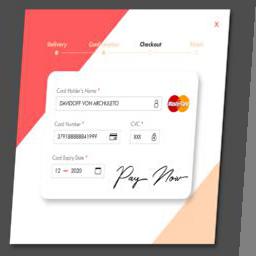 X
Delivery Confirmation Checkout Finish
Card Holder's Name *
DAVIDOFF VON ARCHULETO
MasterCard
Card Number * CVC *
379188888841999 XXX
Card Expiry Date *
12 2020
Pay Now